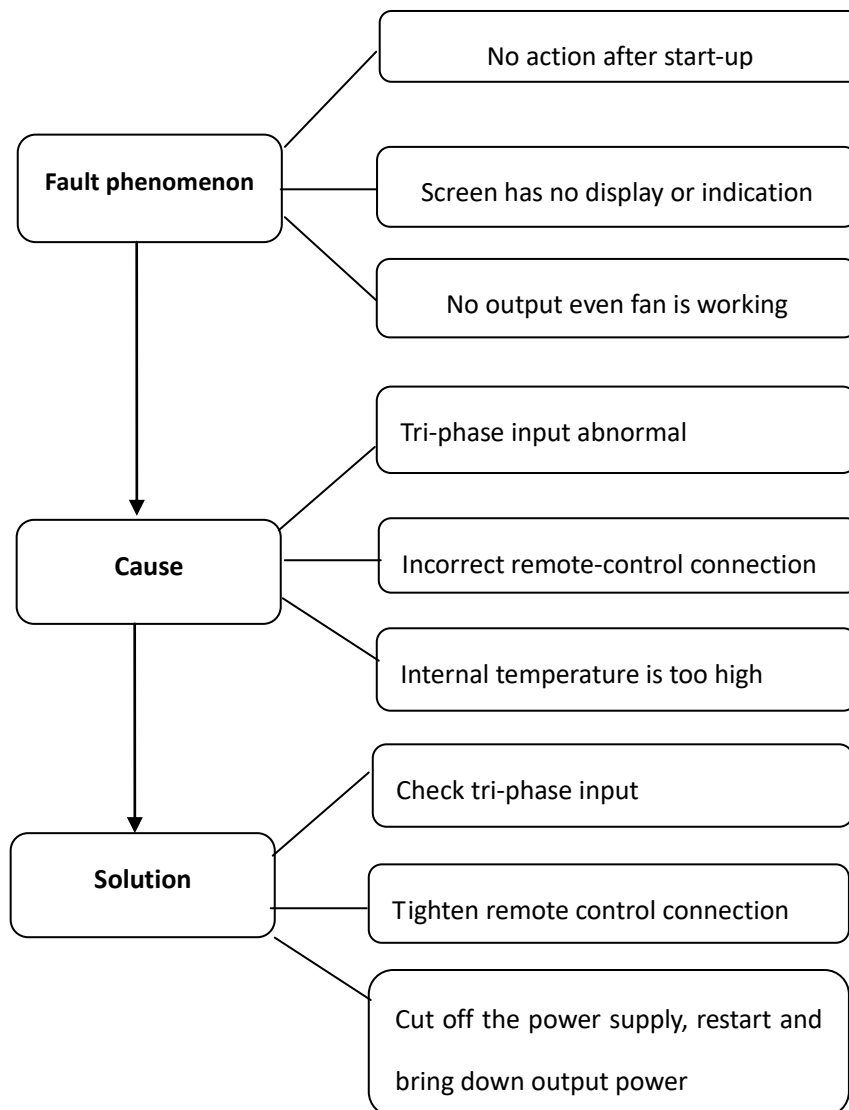 No action after start-up
Fault phenomenon
Screen has no display or indication
No output even fan is working
Tri-phase input abnormal
Cause
Incorrect remote-control connection
Internal temperature is too high
Check tri-phase input
Solution
Tighten remote control connection
Cut off the power supply, restart and
bring down output power